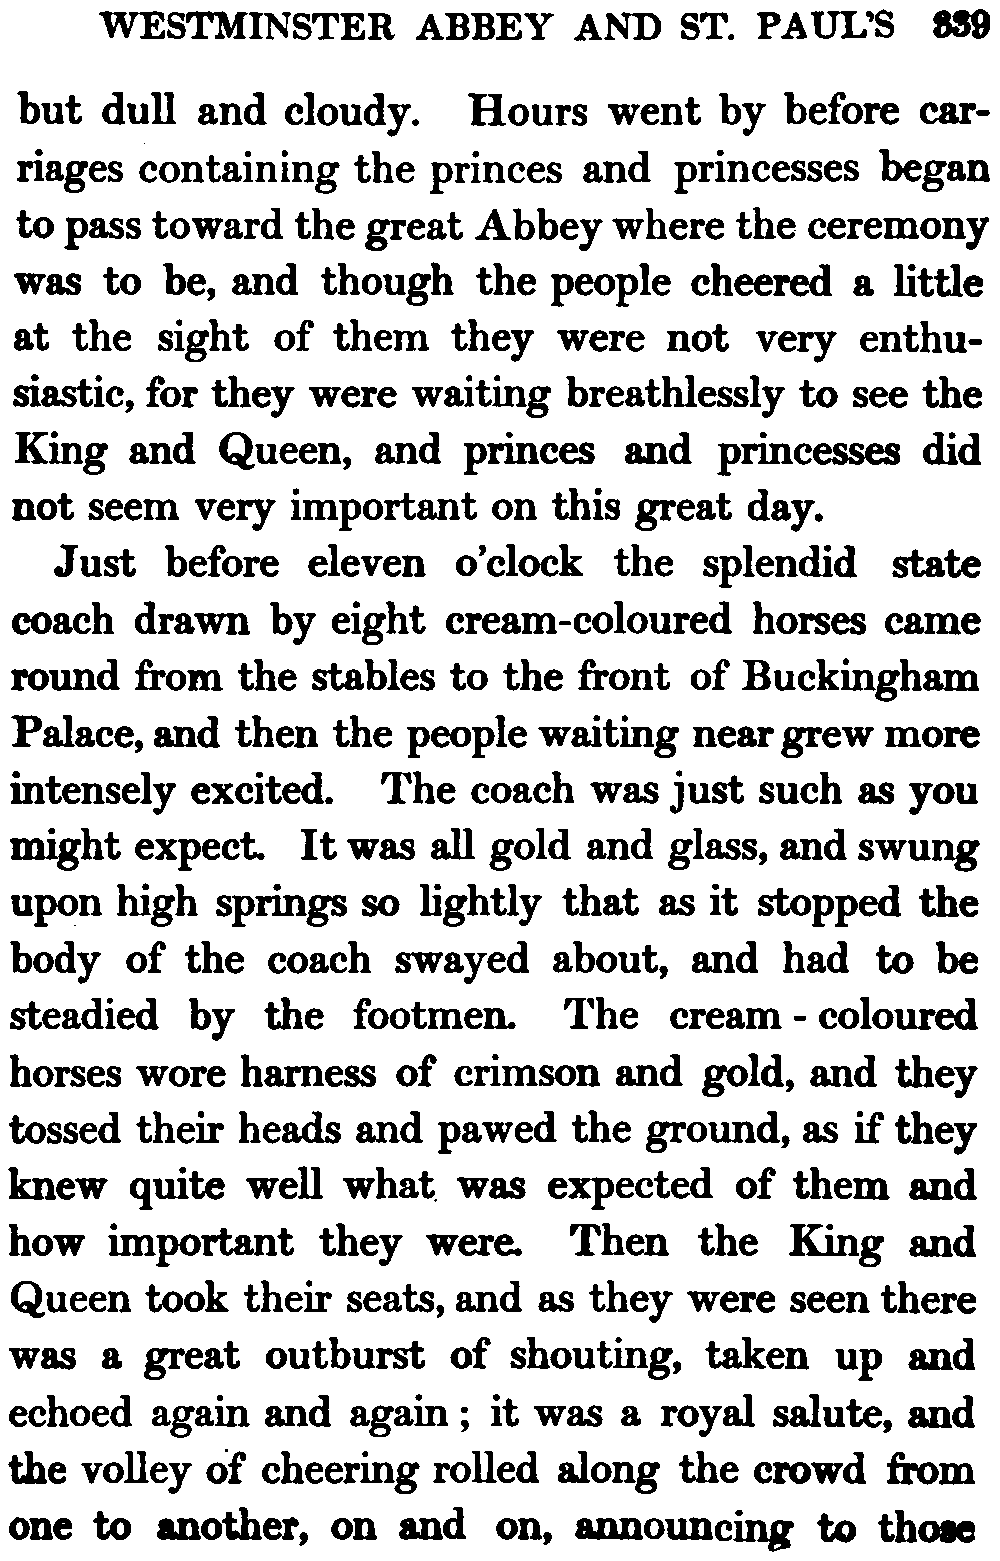 WESTMINSTER ABBEY AND ST. PAUL'S 339
but dull and cloudy. Hours went by before car-
riages containing the princes and princesses began
to pass toward the great Abbey where the ceremony
was to be, and though the people cheered a little
at the sight of them they were not very enthu-
siastic, for they were waiting breathlessly to see the
King and Queen, and princes and princesses did
not seem very important on this great day.
Just before eleven o'clock the splendid state
coach drawn by eight cream-coloured horses came
round from the stables to the front of Buckingham
Palace, and then the people waiting near grew more
intensely excited. The coach was just such as you
might expect. It was all gold and glass, and swung
upon high springs so lightly that as it stopped the
body of the coach swayed about, and had to be
steadied by the footmen. The cream - coloured
horses wore harness of crimson and gold, and they
tossed their heads and pawed the ground, as if they
knew quite well what was expected of them and
how important they were. Then the King and
Queen took their seats, and as they were seen there
was a great outburst of shouting, taken up and
echoed again and again ; it was a royal salute, and
the volley of cheering rolled along the crowd from
one to another, on and on, announcing to those